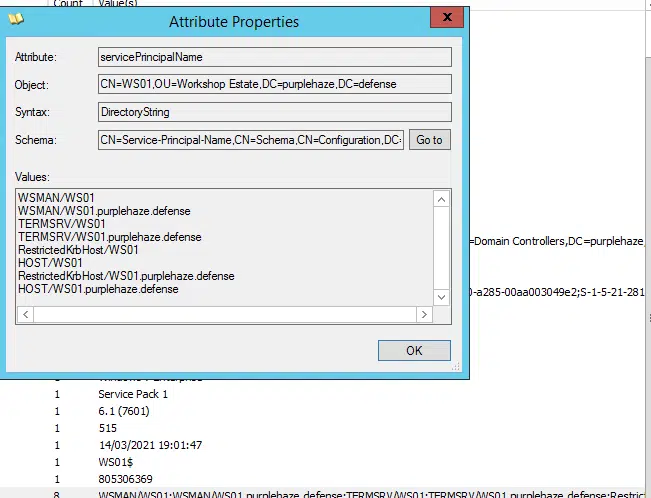 Count Value(s)
Attribute Properties
x
Attribute: servicePrincipalName
Object: CN=WS01,OU=Workshop Estate,DC=purplehaze,DC=defense
Syntax: DirectoryString
Schema: CN=Service-Principal-Name,CN=Schema,CN=Configuration,DC= Go to
Values:
WSMAN/WS01
WSMAN/WS01.purplehaze.defense
TERMSRV/WS01
TERMSRV/WS01.purplehaze.defense
RestrictedKrbHost/WS01
HOST/WS01
RestrictedKrbHost/WS01.purplehaze.defense
HOST/WS01.purplehaze.defense
=Domain Controllers,DC=purplehaze,
0-a285-00aa003049e2;S-1-5-21-281
OK
1 Service Pack 1
1 6.1 (7601)
1 515
1 14/03/2021 19:01:47
1 WS01$
1 805306369
8 WSMAN/WS01;WSMAN/WS01.purplehaze.defense;TERMSRV/WS01;TERMSRV/WS01.purplehaze.defense;Restric